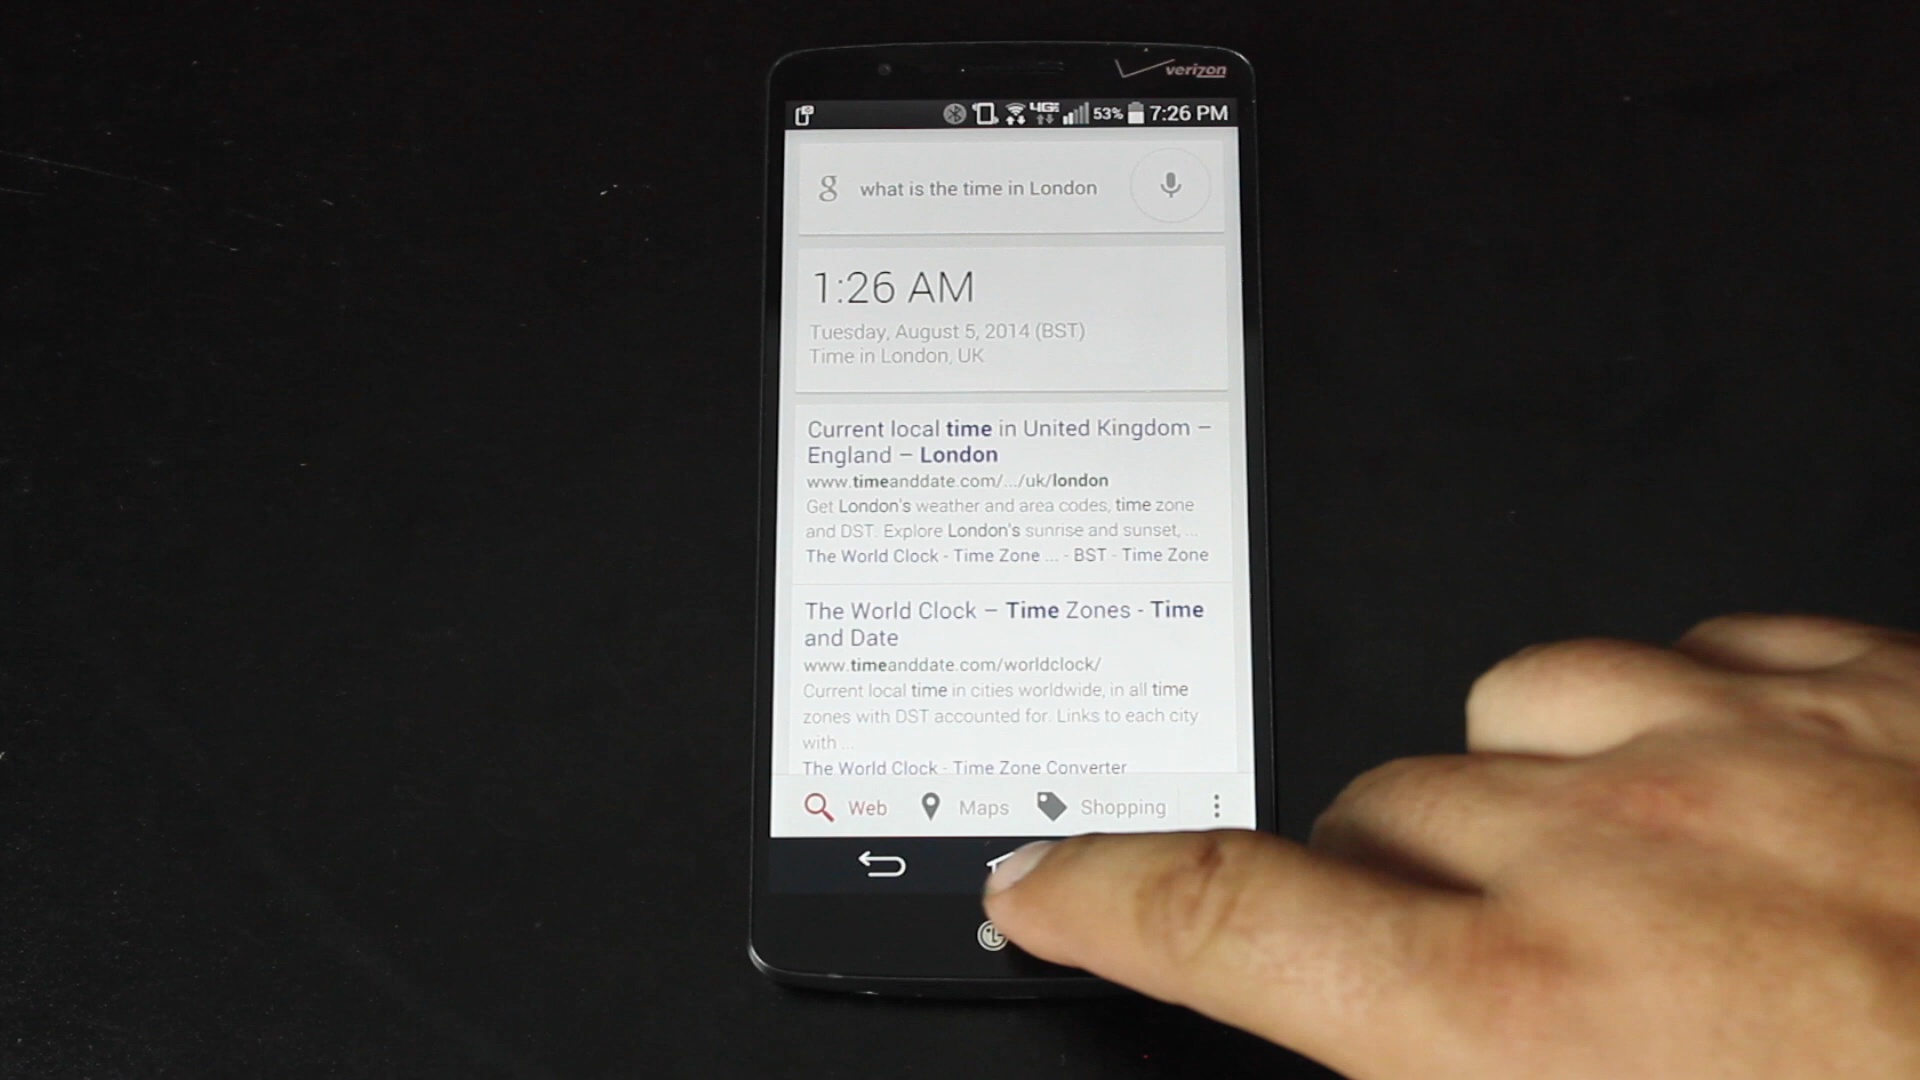 verizon
4G LTE 53% 7:26 PM
g what is the time in London
1:26 AM
Tuesday, August 5, 2014 (BST)
Time in London, UK
Current local time in United Kingdom –
England – London
www.timeanddate.com/.../uk/london
Get London's weather and area codes, time zone
and DST. Explore London's sunrise and sunset, ...
The World Clock - Time Zone ... - BST - Time Zone
The World Clock – Time Zones - Time
and Date
www.timeanddate.com/worldclock/
Current local time in cities worldwide, in all time
zones with DST accounted for. Links to each city
with ...
The World Clock - Time Zone Converter
Web Maps Shopping
LG